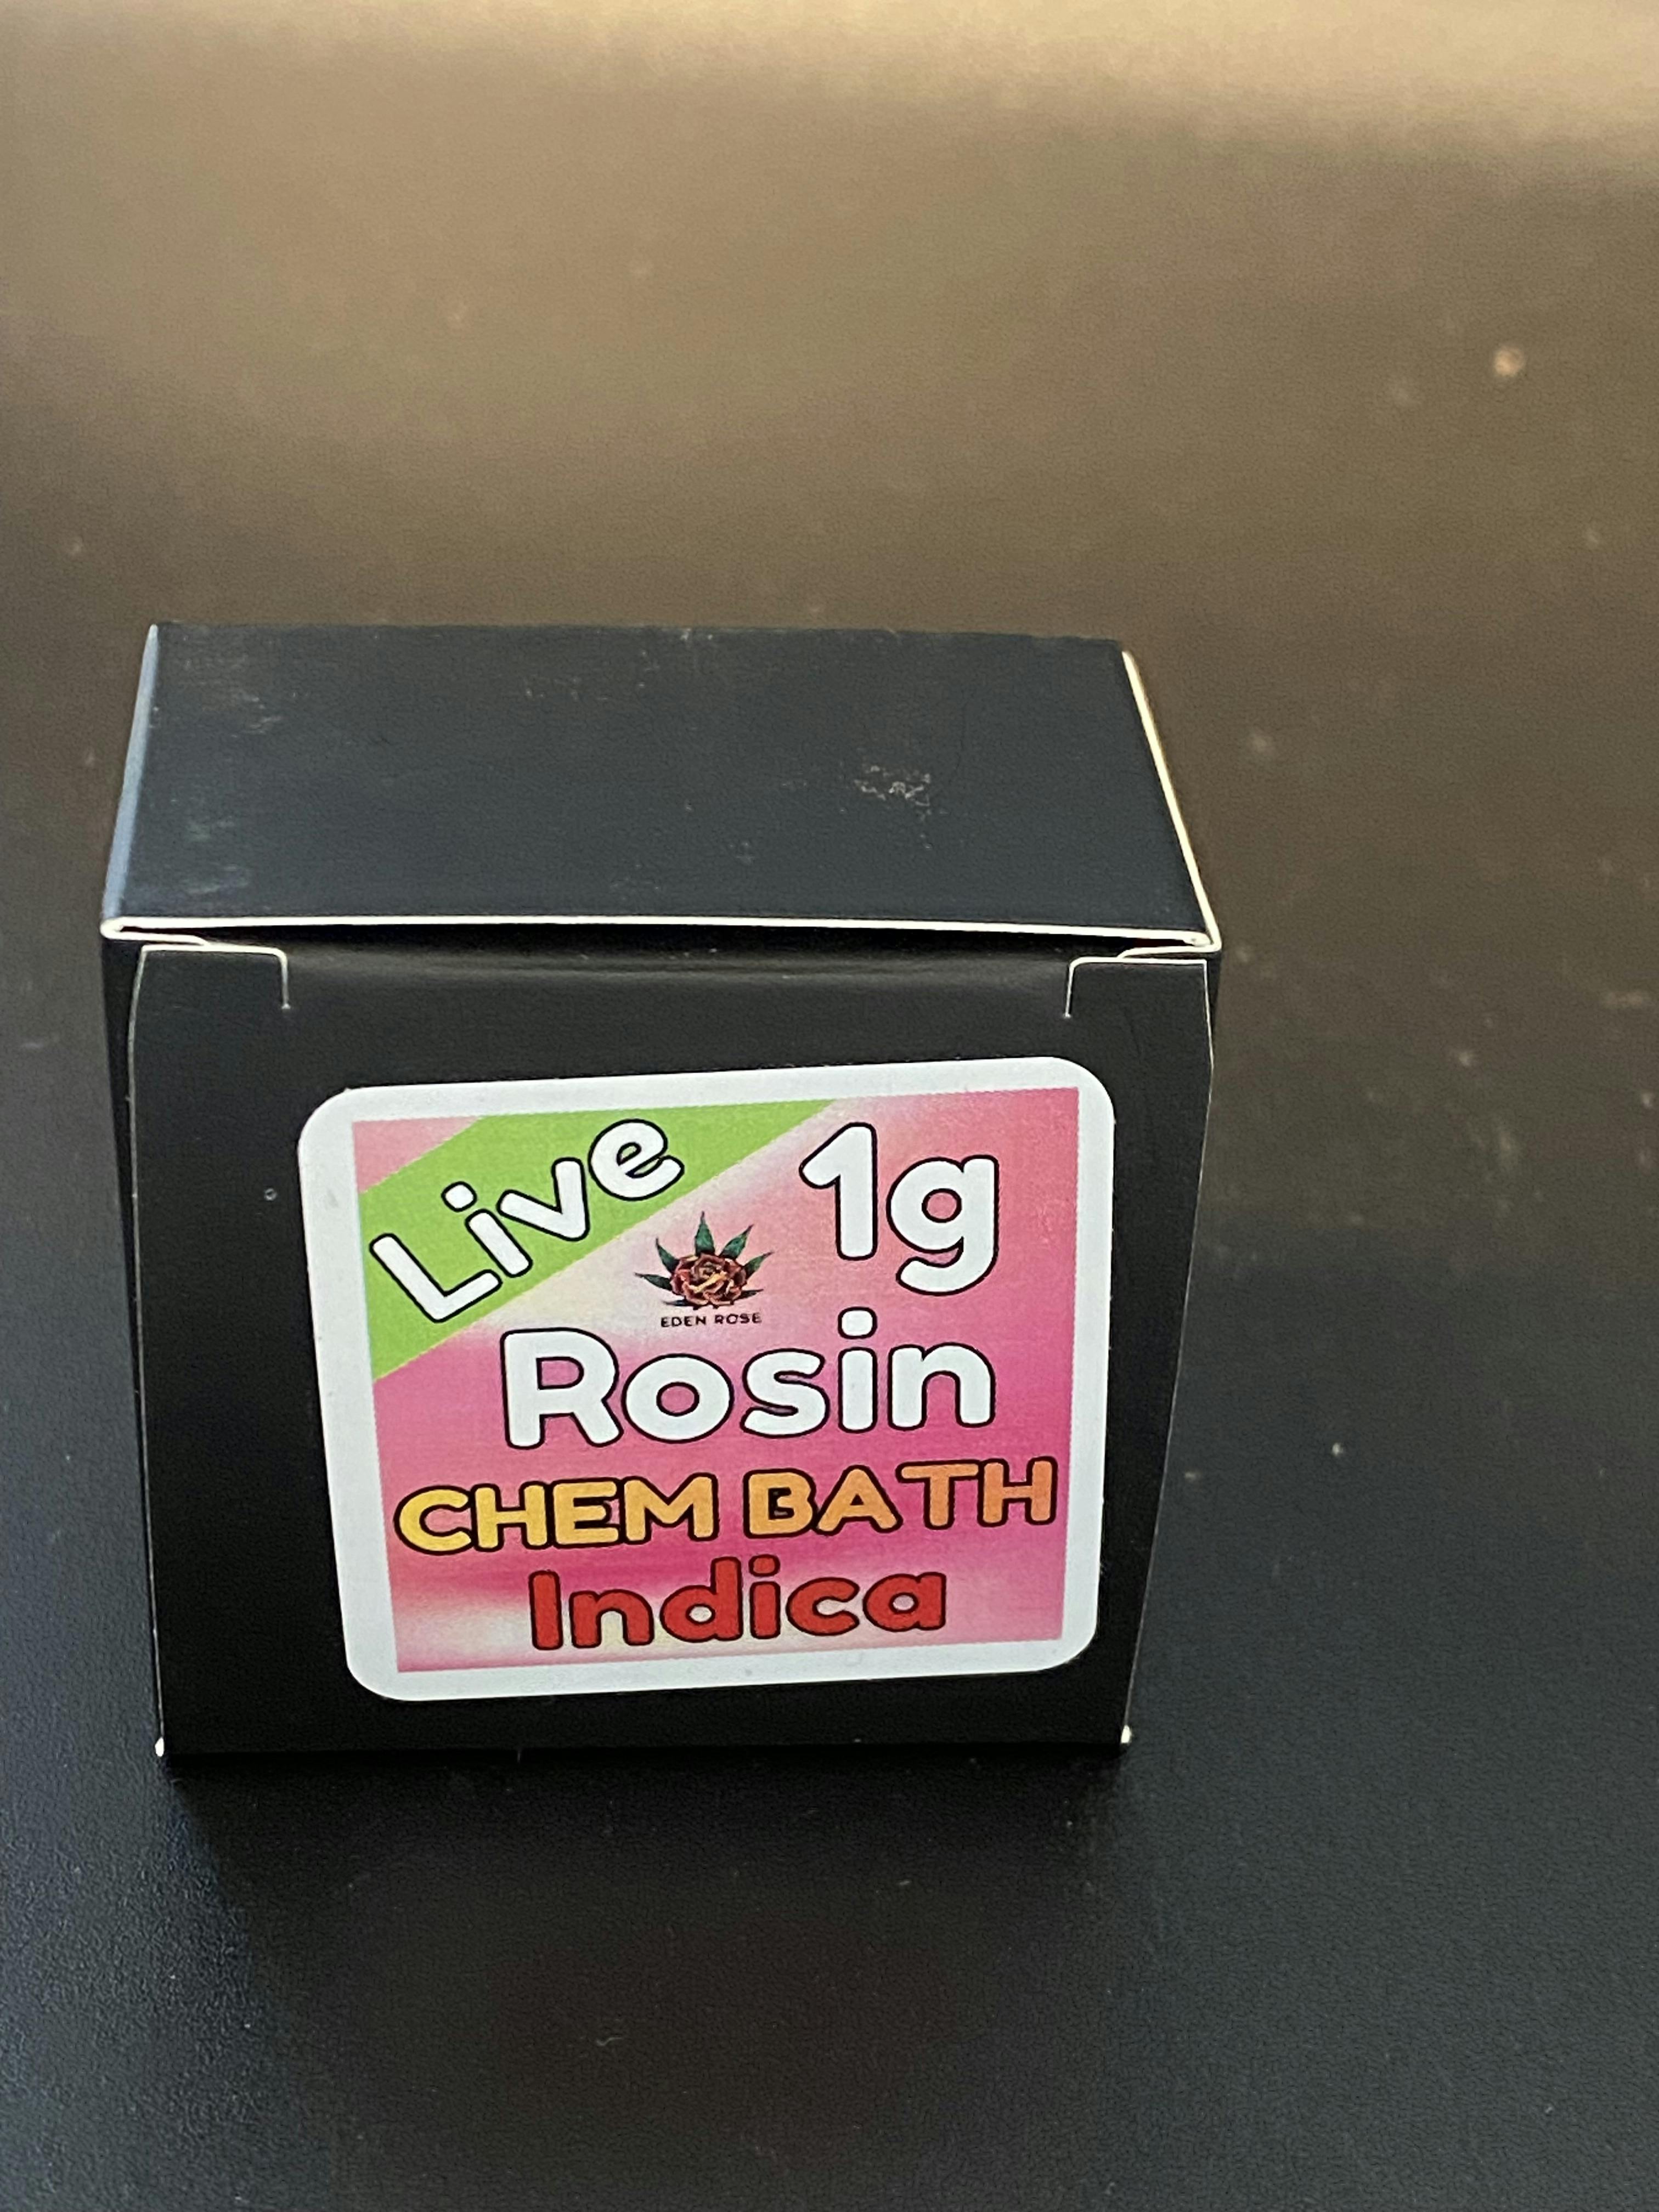 Live
1g
EDEN ROSE
Rosin
CHEM BATH
Indica